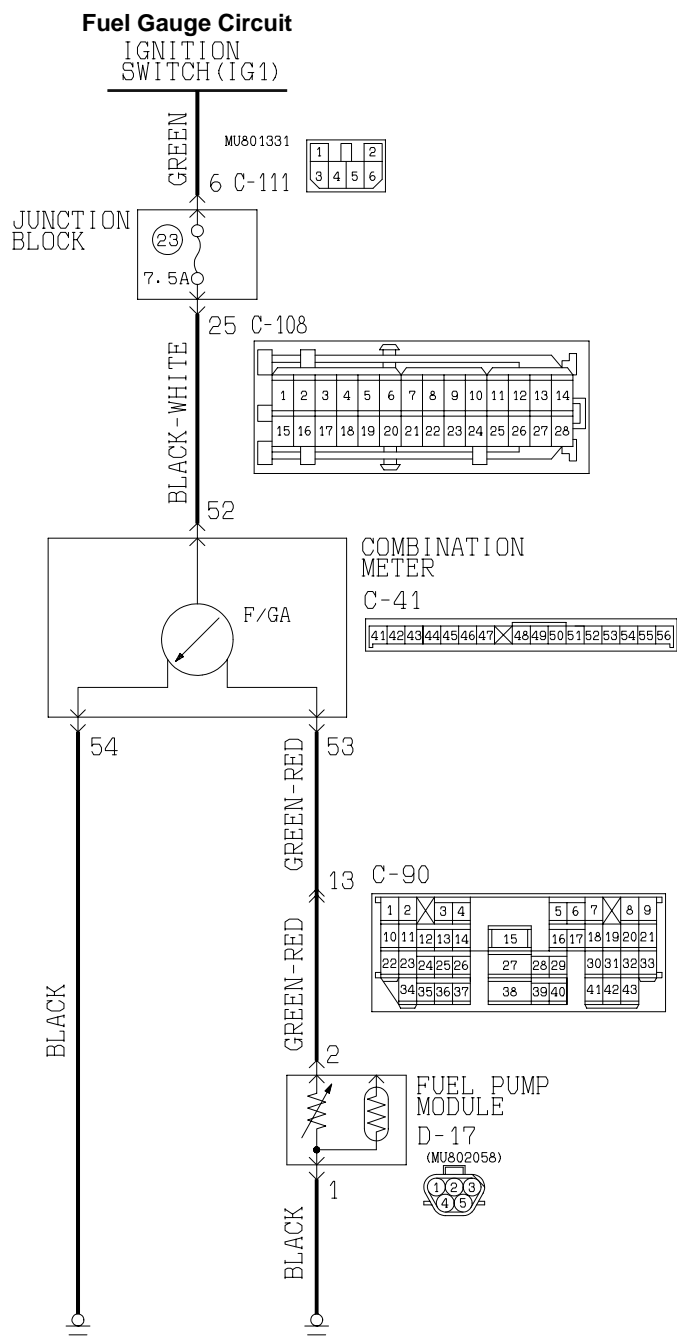 Fuel Gauge Circuit
IGNITION
SWITCH(IG1)
GREEN
MU801331
1 2
3 4 5 6
6 C-111
JUNCTION
BLOCK
23
7.5A
25 C-108
1 2 3 4 5 6 7 8 9 10 11 12 13 14
15 16 17 18 19 20 21 22 23 24 25 26 27 28
BLACK-WHITE
52
COMBINATION
METER
C-41
41 42 43 44 45 46 47 48 49 50 51 52 53 54 55 56
F/GA
54
53
GREEN-RED
13 C-90
1 2 3 4 5 6 7 8 9
10 11 12 13 14 15 16 17 18 19 20 21
22 23 24 25 26 27 28 29 30 31 32 33
34 35 36 37 38 39 40 41 42 43
BLACK
GREEN-RED
2
FUEL PUMP
MODULE
D-17
(MU802058)
1 2 3
4 5
1
BLACK